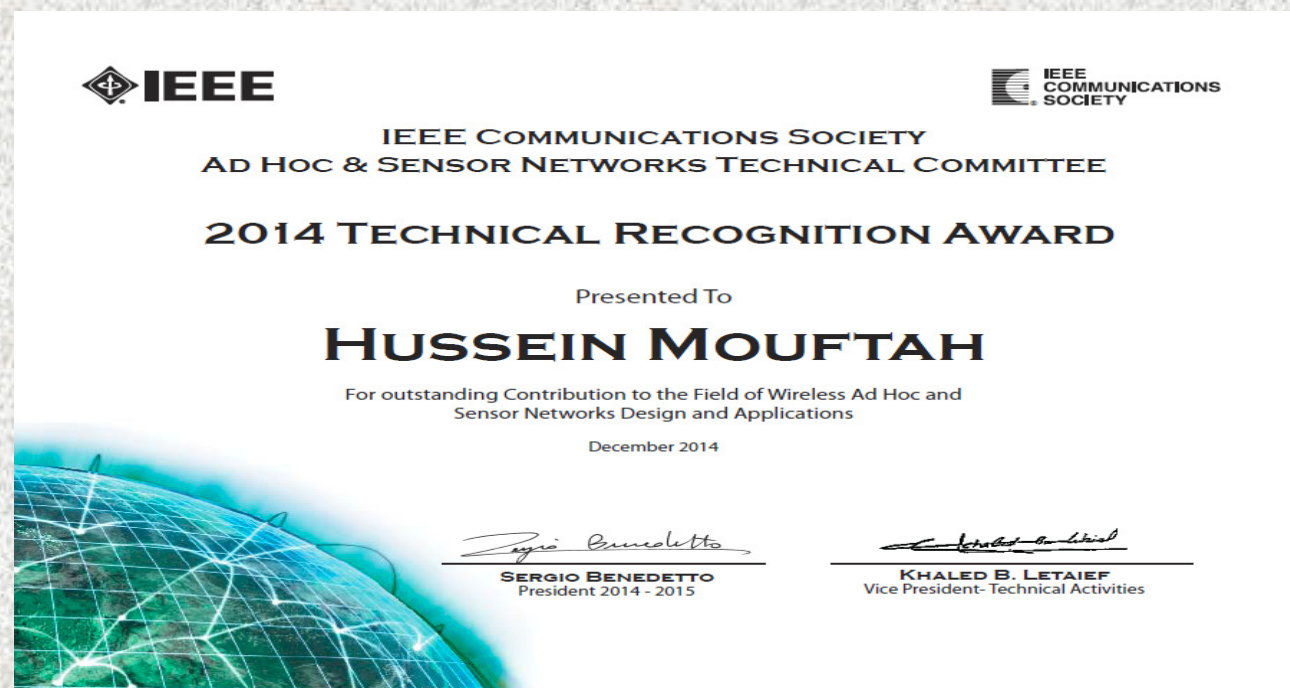 IEEE
IEEE
COMMUNICATIONS
SOCIETY
IEEE COMMUNICATIONS SOCIETY
AD HOC & SENSOR NETWORKS TECHNICAL COMMITTEE
2014 TECHNICAL RECOGNITION AWARD
Presented To
HUSSEIN MOUFTAH
For outstanding Contribution to the Field of Wireless Ad Hoc and
Sensor Networks Design and Applications
December 2014
Sergio Benedetto
SERGIO BENEDETTO
President 2014 - 2015
KHALED B. LETAIEF
Vice President- Technical Activities